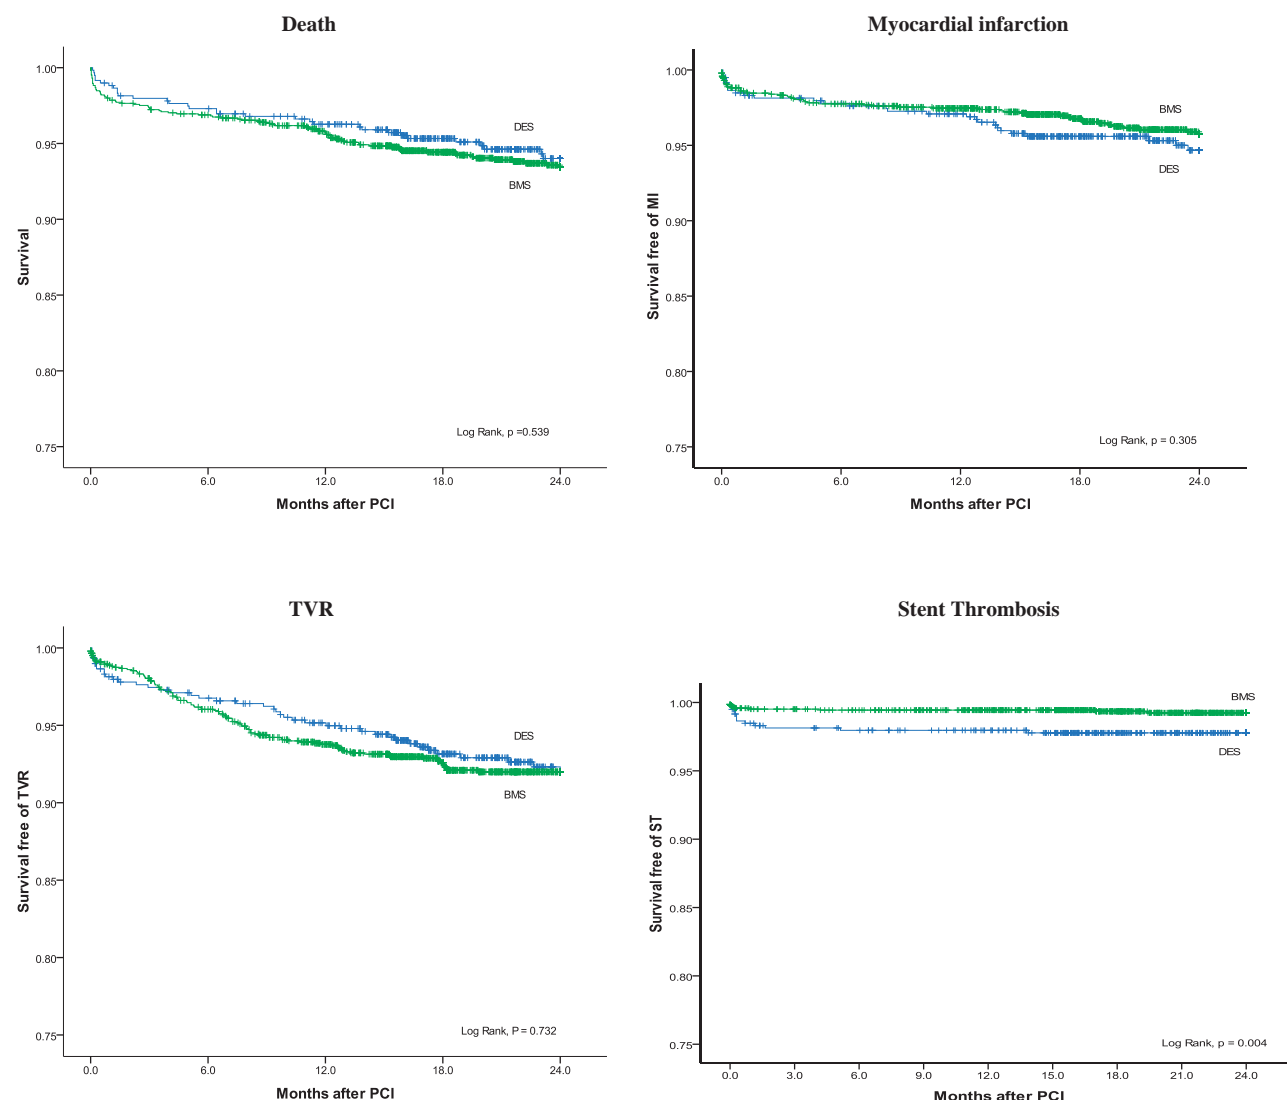 Death
1.00
0.95
0.90
0.85
0.80
0.75
Survival
DES
BMS
Log Rank, p =0.539
0.0 6.0 12.0 18.0 24.0
Months after PCI
Myocardial infarction
1.00
0.95
0.90
0.85
0.80
0.75
Survival free of MI
BMS
DES
Log Rank, p = 0.305
0.0 6.0 12.0 18.0 24.0
Months after PCI
TVR
1.00
0.95
0.90
0.85
0.80
0.75
Survival free of TVR
DES
BMS
Log Rank, P = 0.732
0.0 6.0 12.0 18.0 24.0
Months after PCI
Stent Thrombosis
1.00
0.95
0.90
0.85
0.80
0.75
Survival free of ST
BMS
DES
Log Rank, p = 0.004
0.0 3.0 6.0 9.0 12.0 15.0 18.0 21.0 24.0
Months after PCI